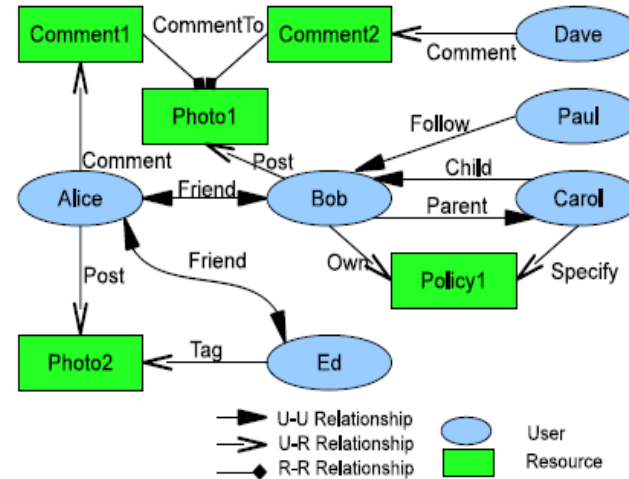 Comment1
CommentTo
Comment2
Dave
Comment
Photo1
Follow
Paul
Comment
Post
Child
Alice
Friend
Bob
Parent
Carol
Post
Friend
Own
Policy1
Specify
Photo2
Tag
Ed
U-U Relationship
User
U-R Relationship
R-R Relationship
Resource